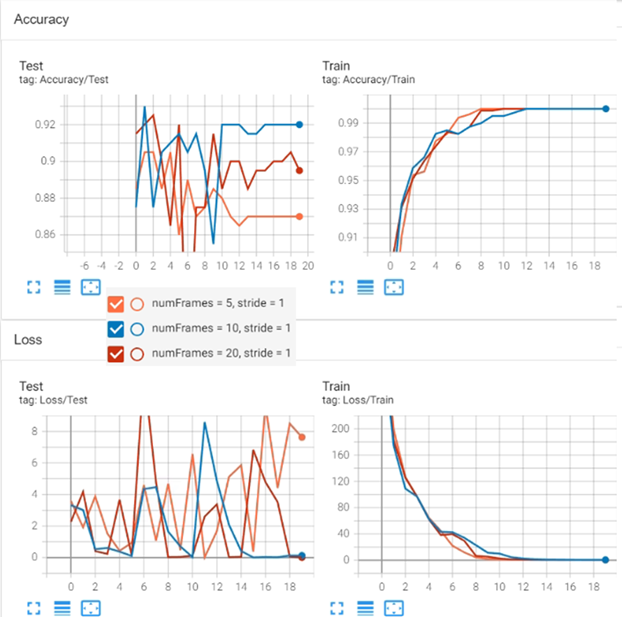 Accuracy
Test
tag: Accuracy/Test
Train
tag: Accuracy/Train
0.92
0.9
0.88
0.86
-6 -4 -2 0 2 4 6 8 10 12 14 16 18 20
0.99
0.97
0.95
0.93
0.91
0 2 4 6 8 10 12 14 16 18
numFrames = 5, stride = 1
numFrames = 10, stride = 1
numFrames = 20, stride = 1
Loss
Test
tag: Loss/Test
Train
tag: Loss/Train
8
6
4
2
0
0 2 4 6 8 10 12 14 16 18
200
160
120
80
40
0
0 2 4 6 8 10 12 14 16 18